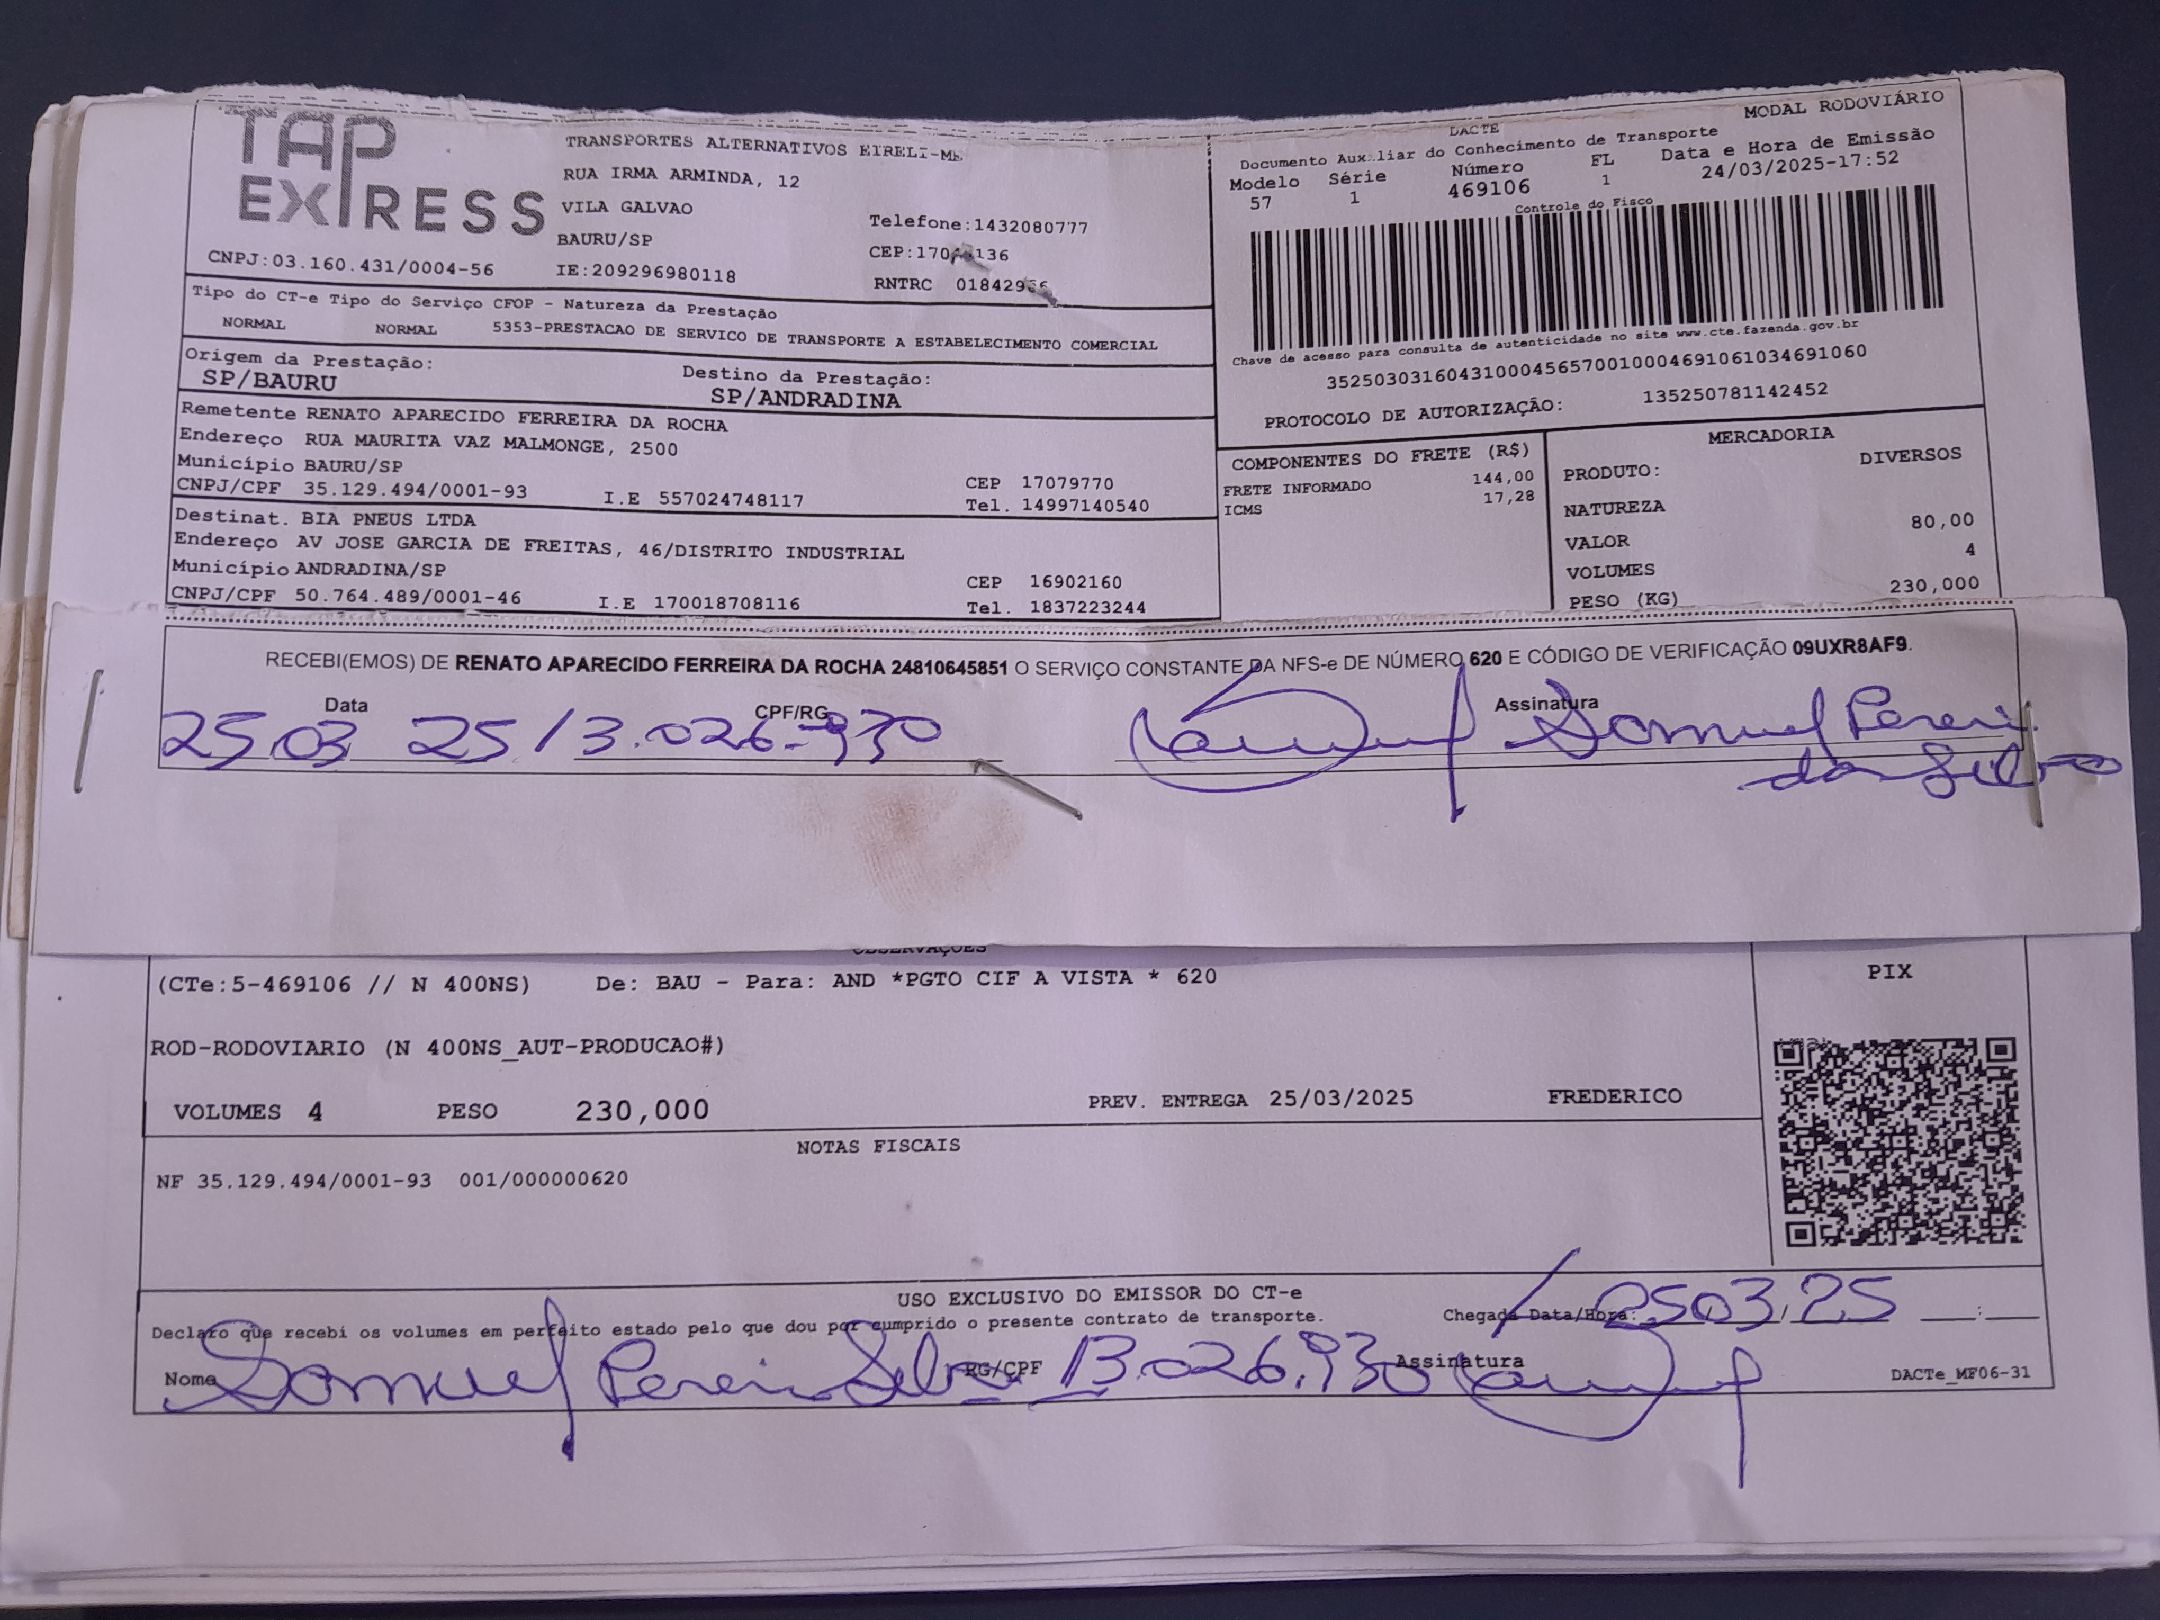 TAP
EXPRESS
TRANSPORTES ALTERNATIVOS EIRELI-ME
RUA IRMA ARMINDA, 12
VILA GALVAO
BAURU/SP
Telefone:1432080777
CEP:170 136
CNPJ:03.160.431/0004-56
IE:209296980118
RNTRC 01842966
Tipo do CT-e Tipo do Serviço CFOP - Natureza da Prestação
NORMAL NORMAL 5353-PRESTACAO DE SERVICO DE TRANSPORTE A ESTABELECIMENTO COMERCIAL
Origem da Prestação:
SP/BAURU
Destino da Prestação:
SP/ANDRADINA
Remetente RENATO APARECIDO FERREIRA DA ROCHA
Endereço RUA MAURITA VAZ MALMONGE, 2500
Município BAURU/SP CEP 17079770
CNPJ/CPF 35.129.494/0001-93 I.E 557024748117 Tel. 14997140540
Destinat. BIA PNEUS LTDA
Endereço AV JOSE GARCIA DE FREITAS, 46/DISTRITO INDUSTRIAL
Município ANDRADINA/SP CEP 16902160
CNPJ/CPF 50.764.489/0001-46 I.E 170018708116 Tel. 1837223244
MODAL RODOVIÁRIO
DACTE
Documento Auxiliar do Conhecimento de Transporte
Modelo Série Número FL Data e Hora de Emissão
57 1 469106 1 24/03/2025-17:52
Controle do Fisco
Chave de acesso para consulta de autenticidade no site www.cte.fazenda.gov.br
35250303160431000456570010004691061034691060
PROTOCOLO DE AUTORIZAÇÃO: 135250781142452
COMPONENTES DO FRETE (R$)
FRETE INFORMADO 144,00
ICMS 17,28
MERCADORIA
PRODUTO: DIVERSOS
NATUREZA
VALOR 80,00
VOLUMES 4
PESO (KG) 230,000
RECEBI(EMOS) DE RENATO APARECIDO FERREIRA DA ROCHA 24810645851 O SERVIÇO CONSTANTE DA NFS-e DE NÚMERO 620 E CÓDIGO DE VERIFICAÇÃO 09UXR8AF9.
Data CPF/RG Assinatura
25 03 25 13.026-930 Samuel Pereira
da Silva
OBSERVAÇÕES
(CTe:5-469106 // N 400NS) De: BAU - Para: AND *PGTO CIF A VISTA * 620
PIX
ROD-RODOVIARIO (N 400NS_AUT-PRODUCAO#)
VOLUMES 4 PESO 230,000 PREV. ENTREGA 25/03/2025 FREDERICO
NOTAS FISCAIS
NF 35.129.494/0001-93 001/000000620
USO EXCLUSIVO DO EMISSOR DO CT-e
Declaro que recebi os volumes em perfeito estado pelo que dou por cumprido o presente contrato de transporte.
Chegada Data/Hora: 25 03 / 25 :
Nome Samuel Pereira Silva RG/CPF 13.026.930 Assinatura
DACTe_MF06-31